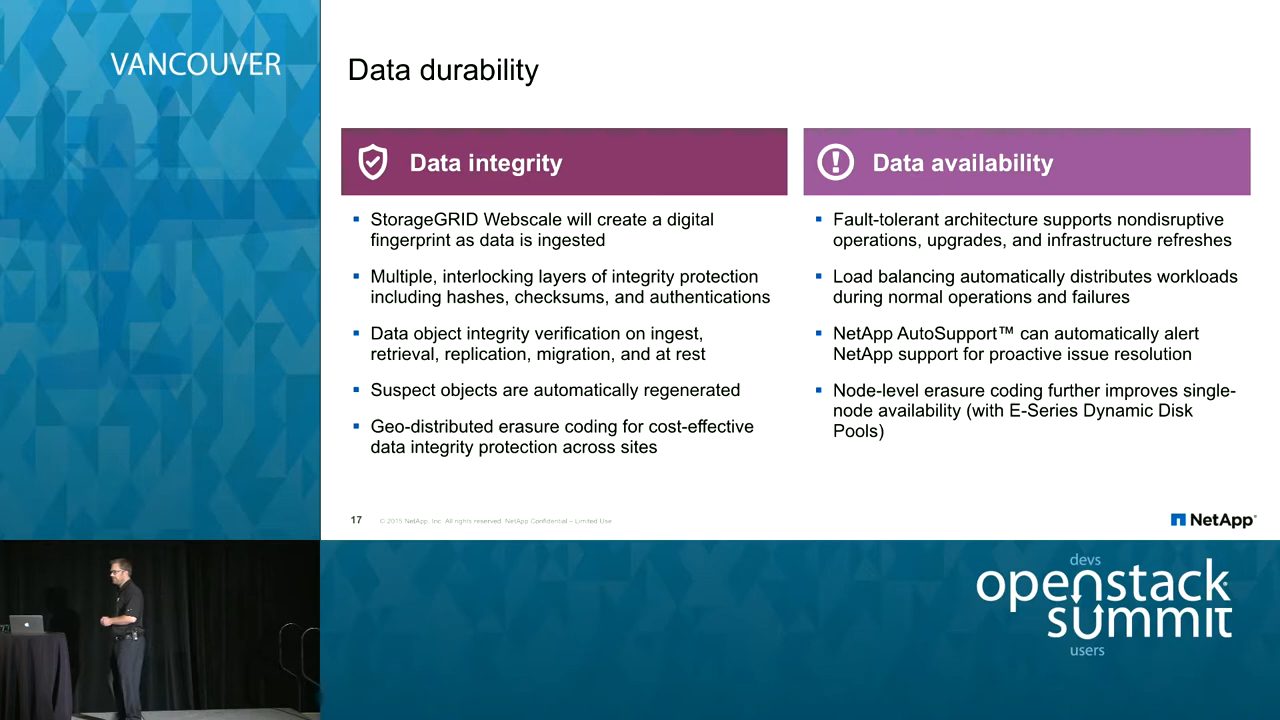 VANCOUVER
Data durability
Data integrity
StorageGRID Webscale will create a digital
fingerprint as data is ingested
Multiple, interlocking layers of integrity protection
including hashes, checksums, and authentications
Data object integrity verification on ingest,
retrieval, replication, migration, and at rest
Suspect objects are automatically regenerated
Geo-distributed erasure coding for cost-effective
data integrity protection across sites
Data availability
Fault-tolerant architecture supports nondisruptive
operations, upgrades, and infrastructure refreshes
Load balancing automatically distributes workloads
during normal operations and failures
NetApp AutoSupport™ can automatically alert
NetApp support for proactive issue resolution
Node-level erasure coding further improves single-
node availability (with E-Series Dynamic Disk
Pools)
17 © 2015 NetApp, Inc. All rights reserved. NetApp Confidential – Limited Use
NetApp
devs
openstack
summit
users